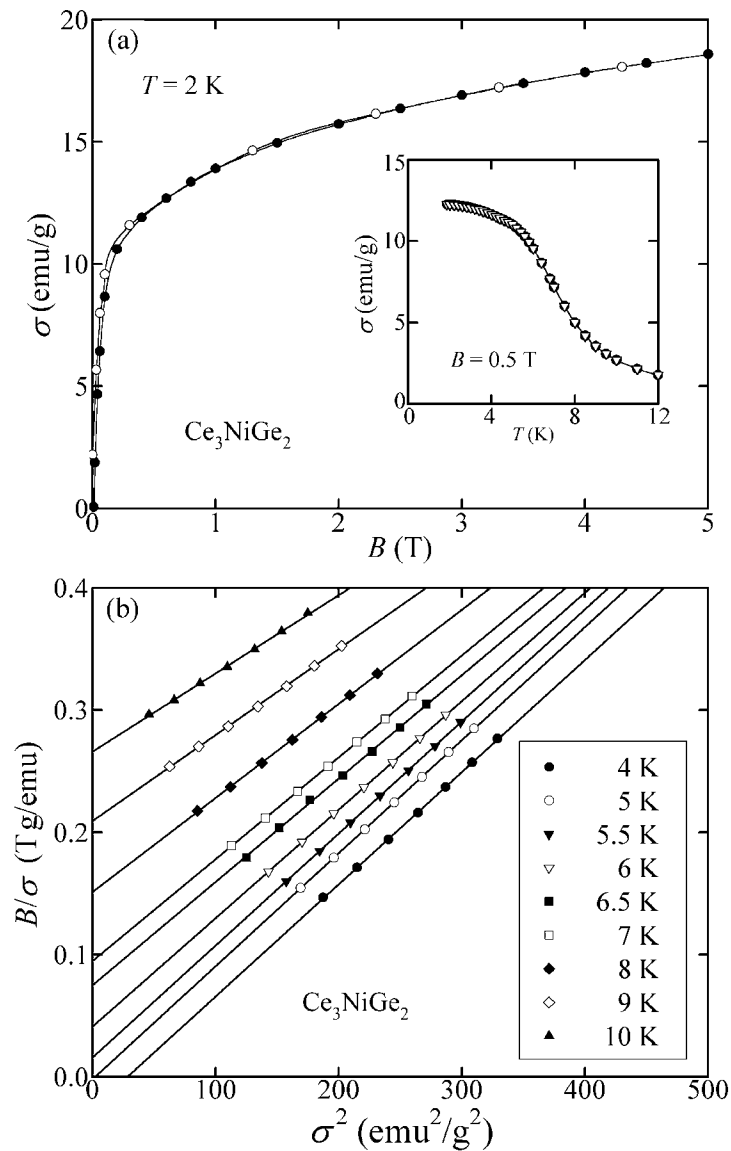 (a)
T = 2 K
σ (emu/g)
20
15
10
5
0
Ce₃NiGe₂
0 1 2 3 4 5
B (T)
σ (emu/g)
15
10
5
0
B = 0.5 T
0 4 8 12
T (K)
(b)
B/σ (T g/emu)
0.4
0.3
0.2
0.1
0.0
4 K
5 K
5.5 K
6 K
6.5 K
7 K
8 K
9 K
10 K
Ce₃NiGe₂
0 100 200 300 400 500
σ² (emu²/g²)